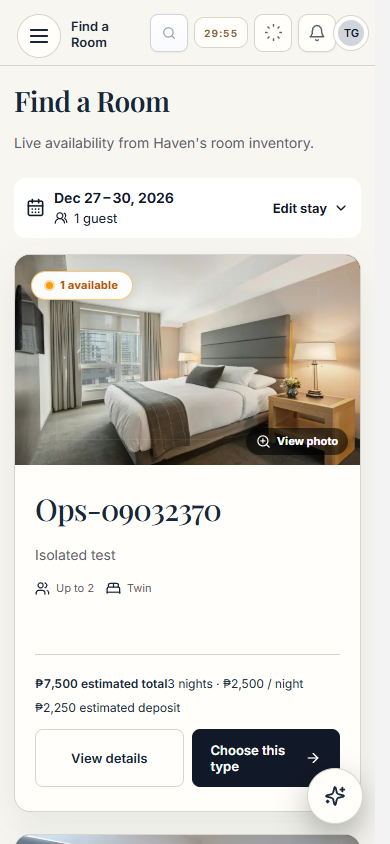 Find a
Room
29:55
TG
Find a Room
Live availability from Haven's room inventory.
Dec 27–30, 2026
1 guest
Edit stay
1 available
View photo
Ops-09032370
Isolated test
Up to 2
Twin
₱7,500 estimated total3 nights · ₱2,500 / night
₱2,250 estimated deposit
View details
Choose this
type